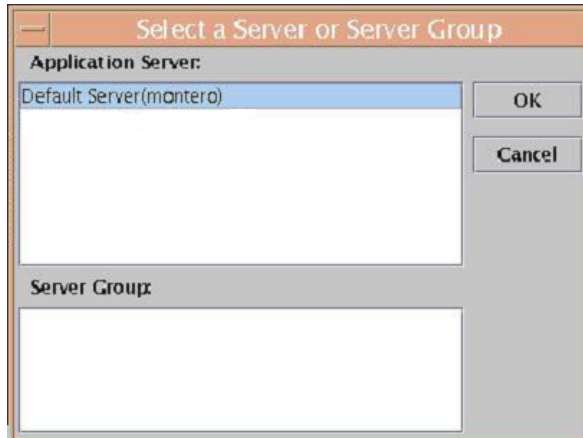 Select a Server or Server Group
Application Server:
Default Server(montero)
OK
Cancel
Server Group: